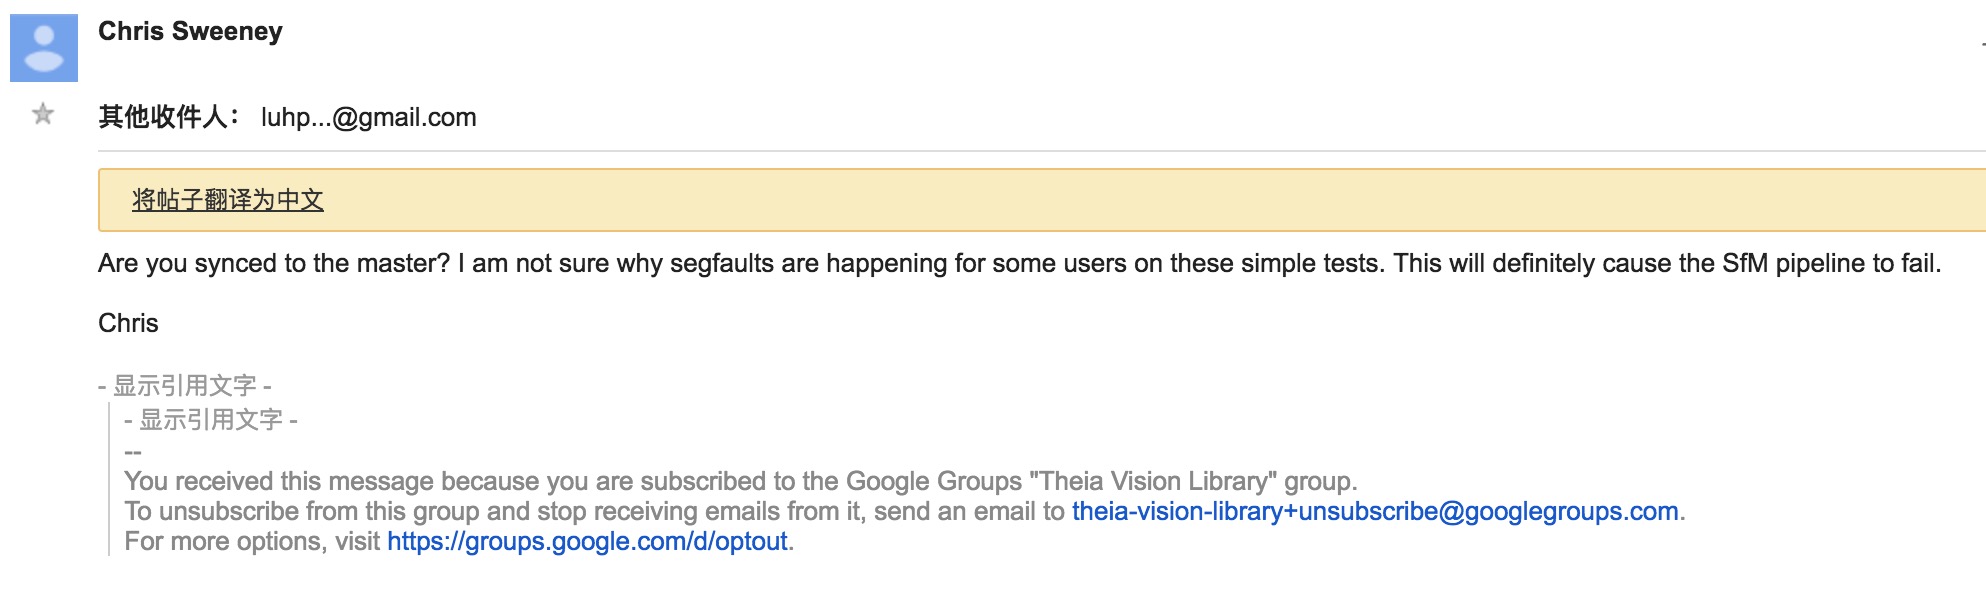 Chris Sweeney
其他收件人： luhp...@gmail.com
将帖子翻译为中文
Are you synced to the master? I am not sure why segfaults are happening for some users on these simple tests. This will definitely cause the SfM pipeline to fail.
Chris
- 显示引用文字 -
- 显示引用文字 -
--
You received this message because you are subscribed to the Google Groups "Theia Vision Library" group.
To unsubscribe from this group and stop receiving emails from it, send an email to theia-vision-library+unsubscribe@googlegroups.com.
For more options, visit https://groups.google.com/d/optout.